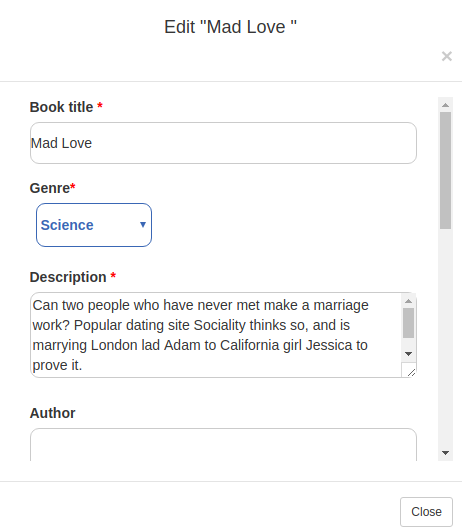 Edit "Mad Love "
×
Book title *
Mad Love
Genre*
Science
Description *
Can two people who have never met make a marriage
work? Popular dating site Sociality thinks so, and is
marrying London lad Adam to California girl Jessica to
prove it.
Author
Close